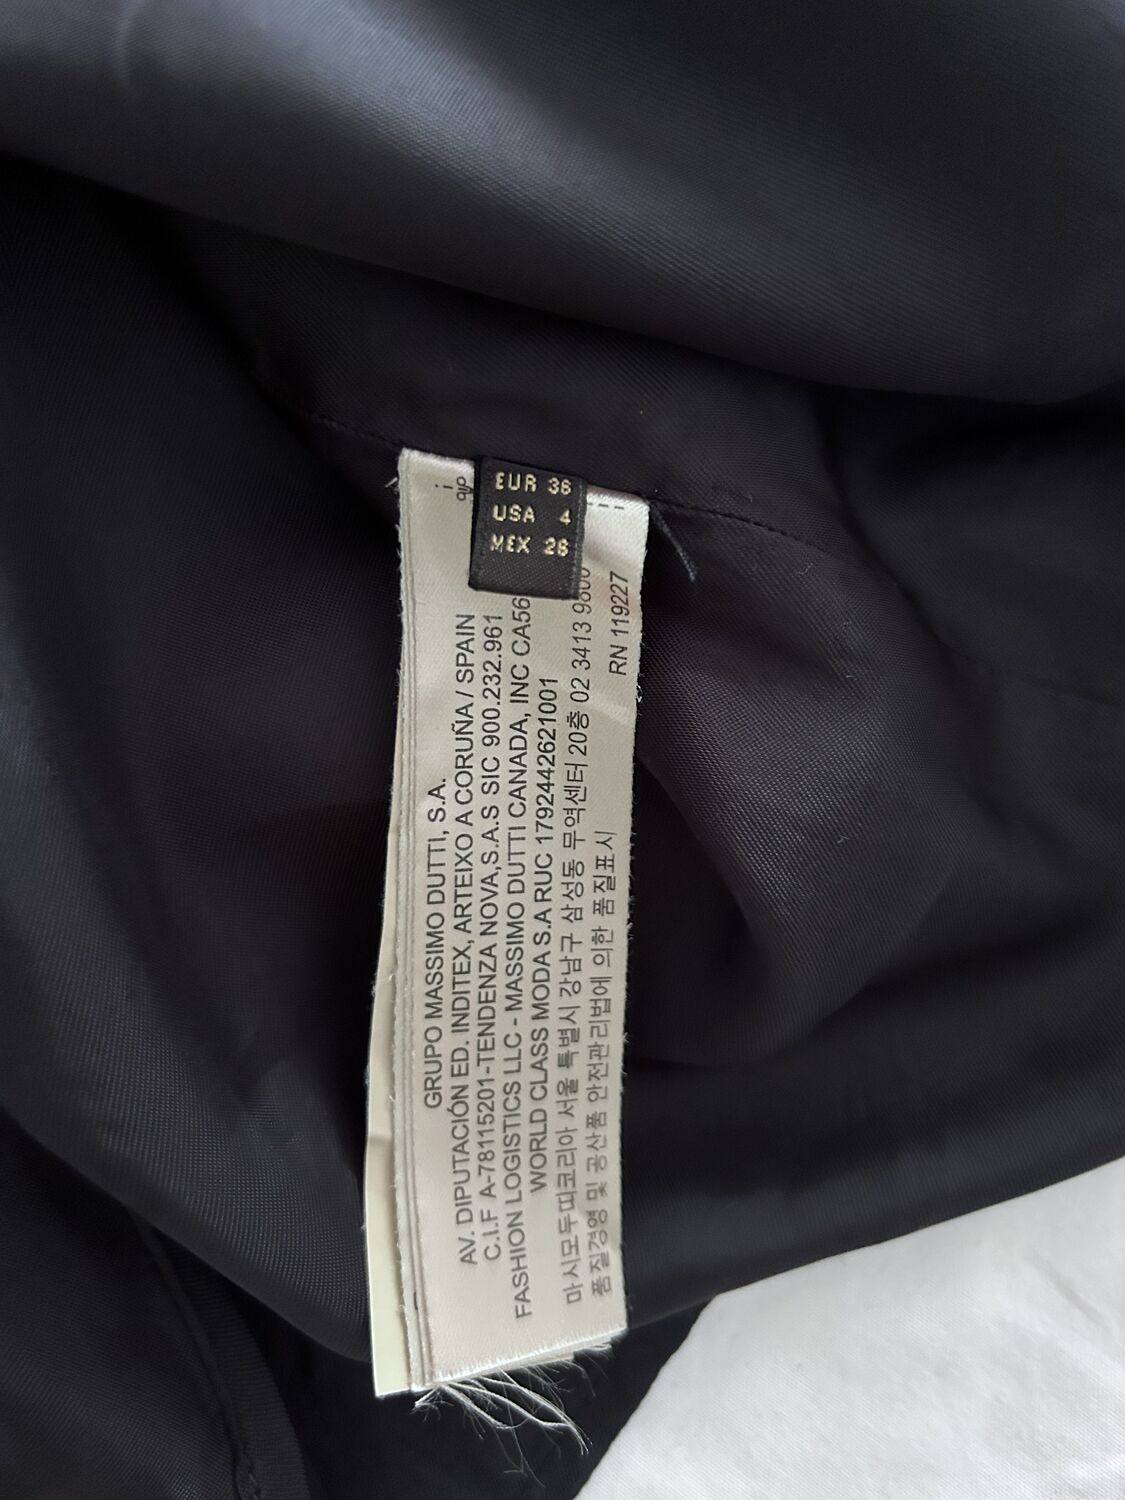 EUR 36
USA 4
MEX 26
GRUPO MASSIMO DUTTI, S.A.
AV. DIPUTACIÓN ED. INDITEX, ARTEIXO A CORUÑA / SPAIN
C.I.F A-78115201-TENDENZA NOVA,S.A.S SIC 900.232.961
FASHION LOGISTICS LLC - MASSIMO DUTTI CANADA, INC CA56
WORLD CLASS MODA S.A RUC 1792442621001
마시모두띠코리아 서울 특별시 강남구 삼성동 무역센터 20층 02 3413 9800
품질경영 및 공산품 안전관리법에 의한 품질표시
RN 119227